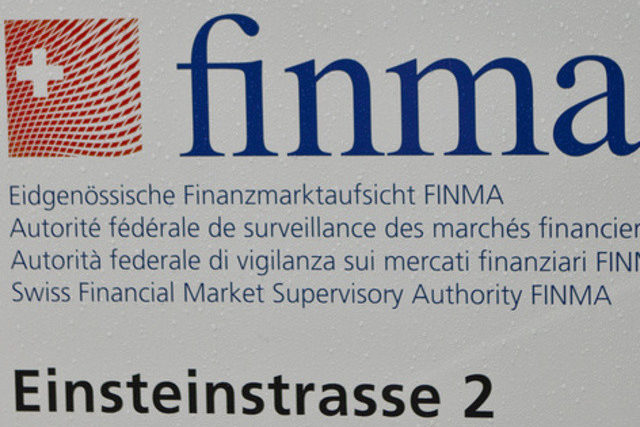 finma
Eidgenössische Finanzmarktaufsicht FINMA
Autorité fédérale de surveillance des marchés financier
Autorità federale di vigilanza sui mercati finanziari FINM
Swiss Financial Market Supervisory Authority FINMA
Einsteinstrasse 2